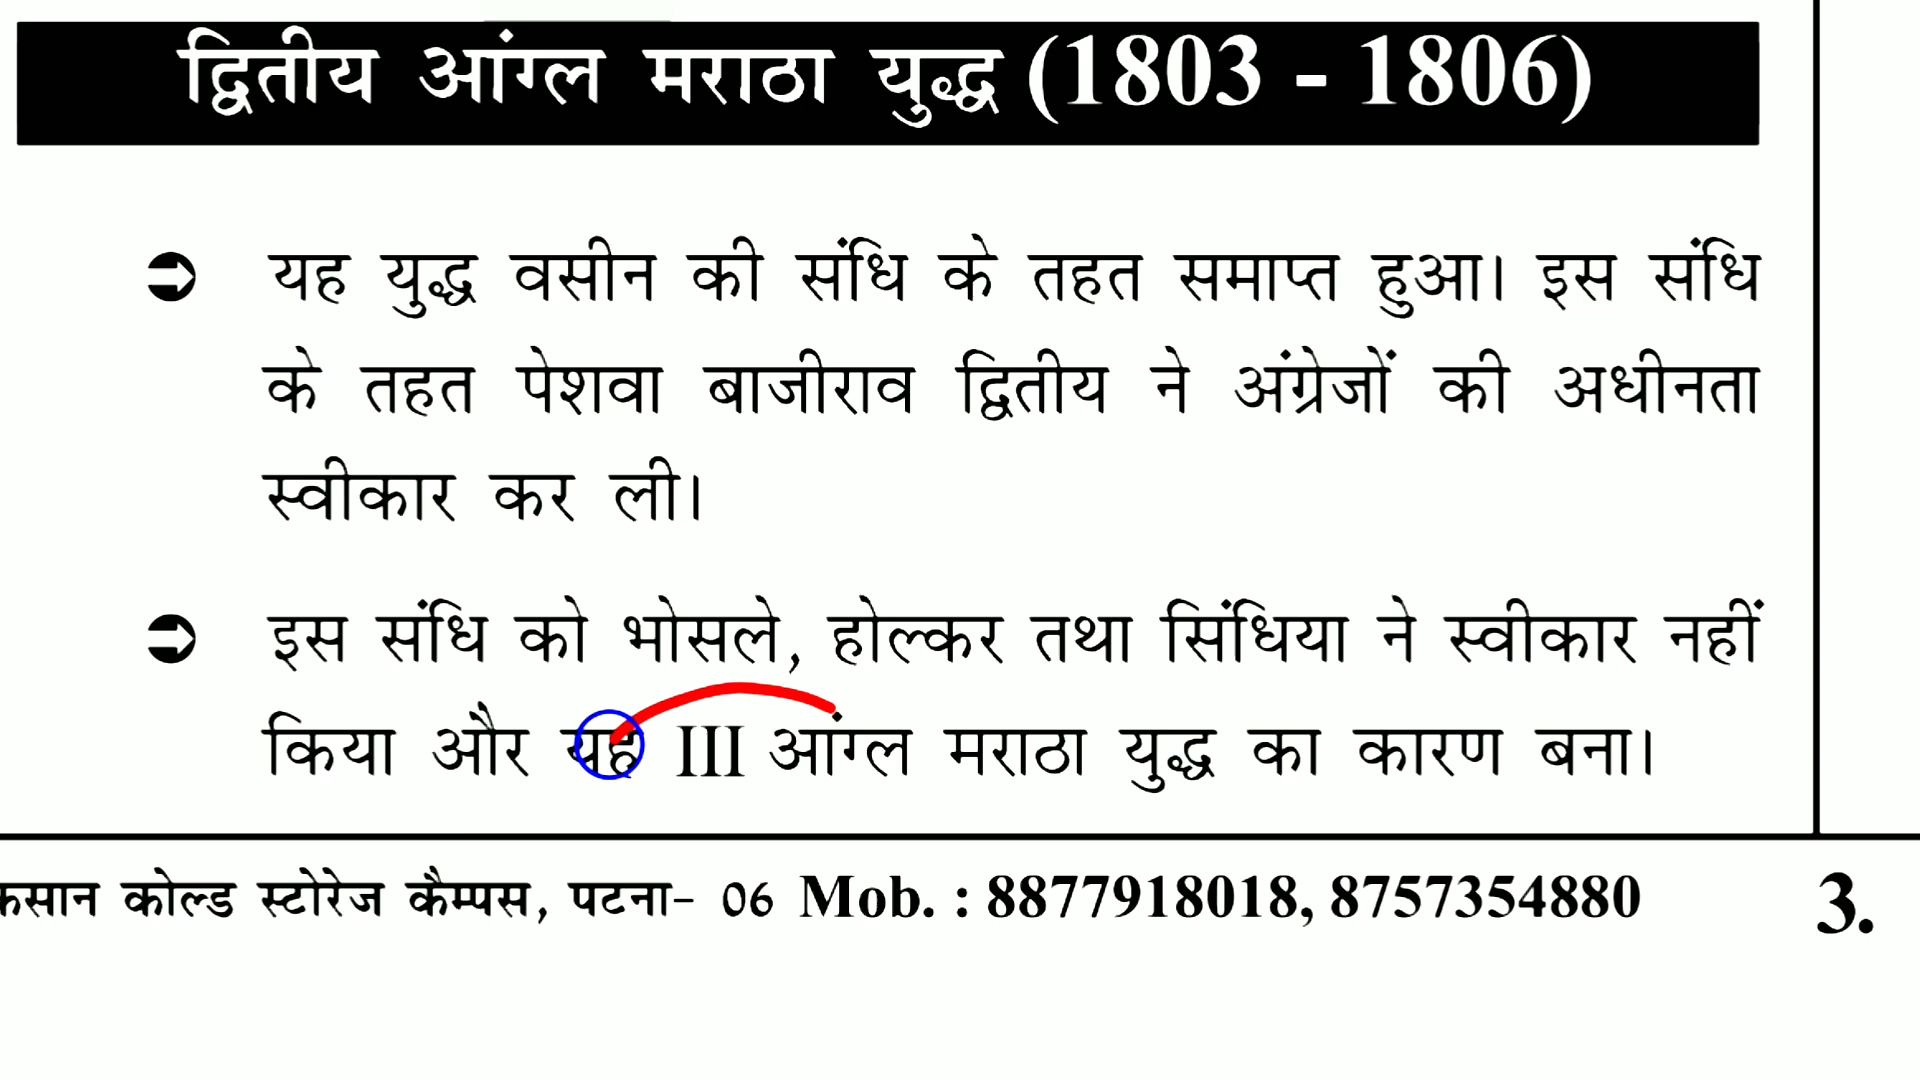 द्वितीय आंग्ल मराठा युद्ध (1803 - 1806)
यह युद्ध वसीन की संधि के तहत समाप्त हुआ। इस संधि
के तहत पेशवा बाजीराव द्वितीय ने अंग्रेजों की अधीनता
स्वीकार कर ली।
इस संधि को भोसले, होल्कर तथा सिंधिया ने स्वीकार नहीं
किया और यह III आंग्ल मराठा युद्ध का कारण बना।
कोल्ड स्टोरेज कैम्पस, पटना- 06 Mob. : 8877918018, 8757354880 3.